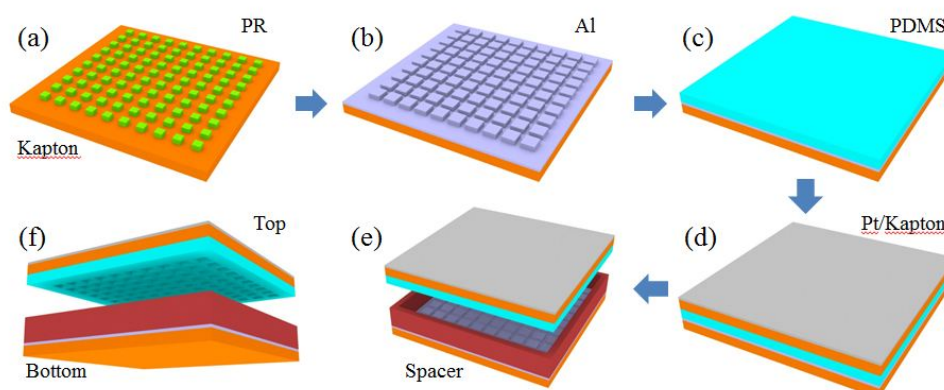 (a)
PR
Kapton
(b)
Al
(c)
PDMS
(d)
Pt/Kapton
(e)
Spacer
(f)
Top
Bottom